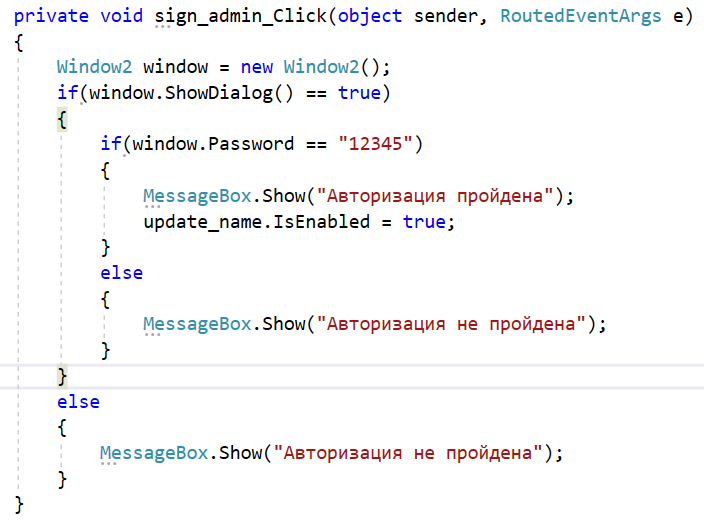 private void sign_admin_Click(object sender, RoutedEventArgs e)
{
    Window2 window = new Window2();
    if(window.ShowDialog() == true)
    {
        if(window.Password == "12345")
        {
            MessageBox.Show("Авторизация пройдена");
            update_name.IsEnabled = true;
        }
        else
        {
            MessageBox.Show("Авторизация не пройдена");
        }
    }
    else
    {
        MessageBox.Show("Авторизация не пройдена");
    }
}